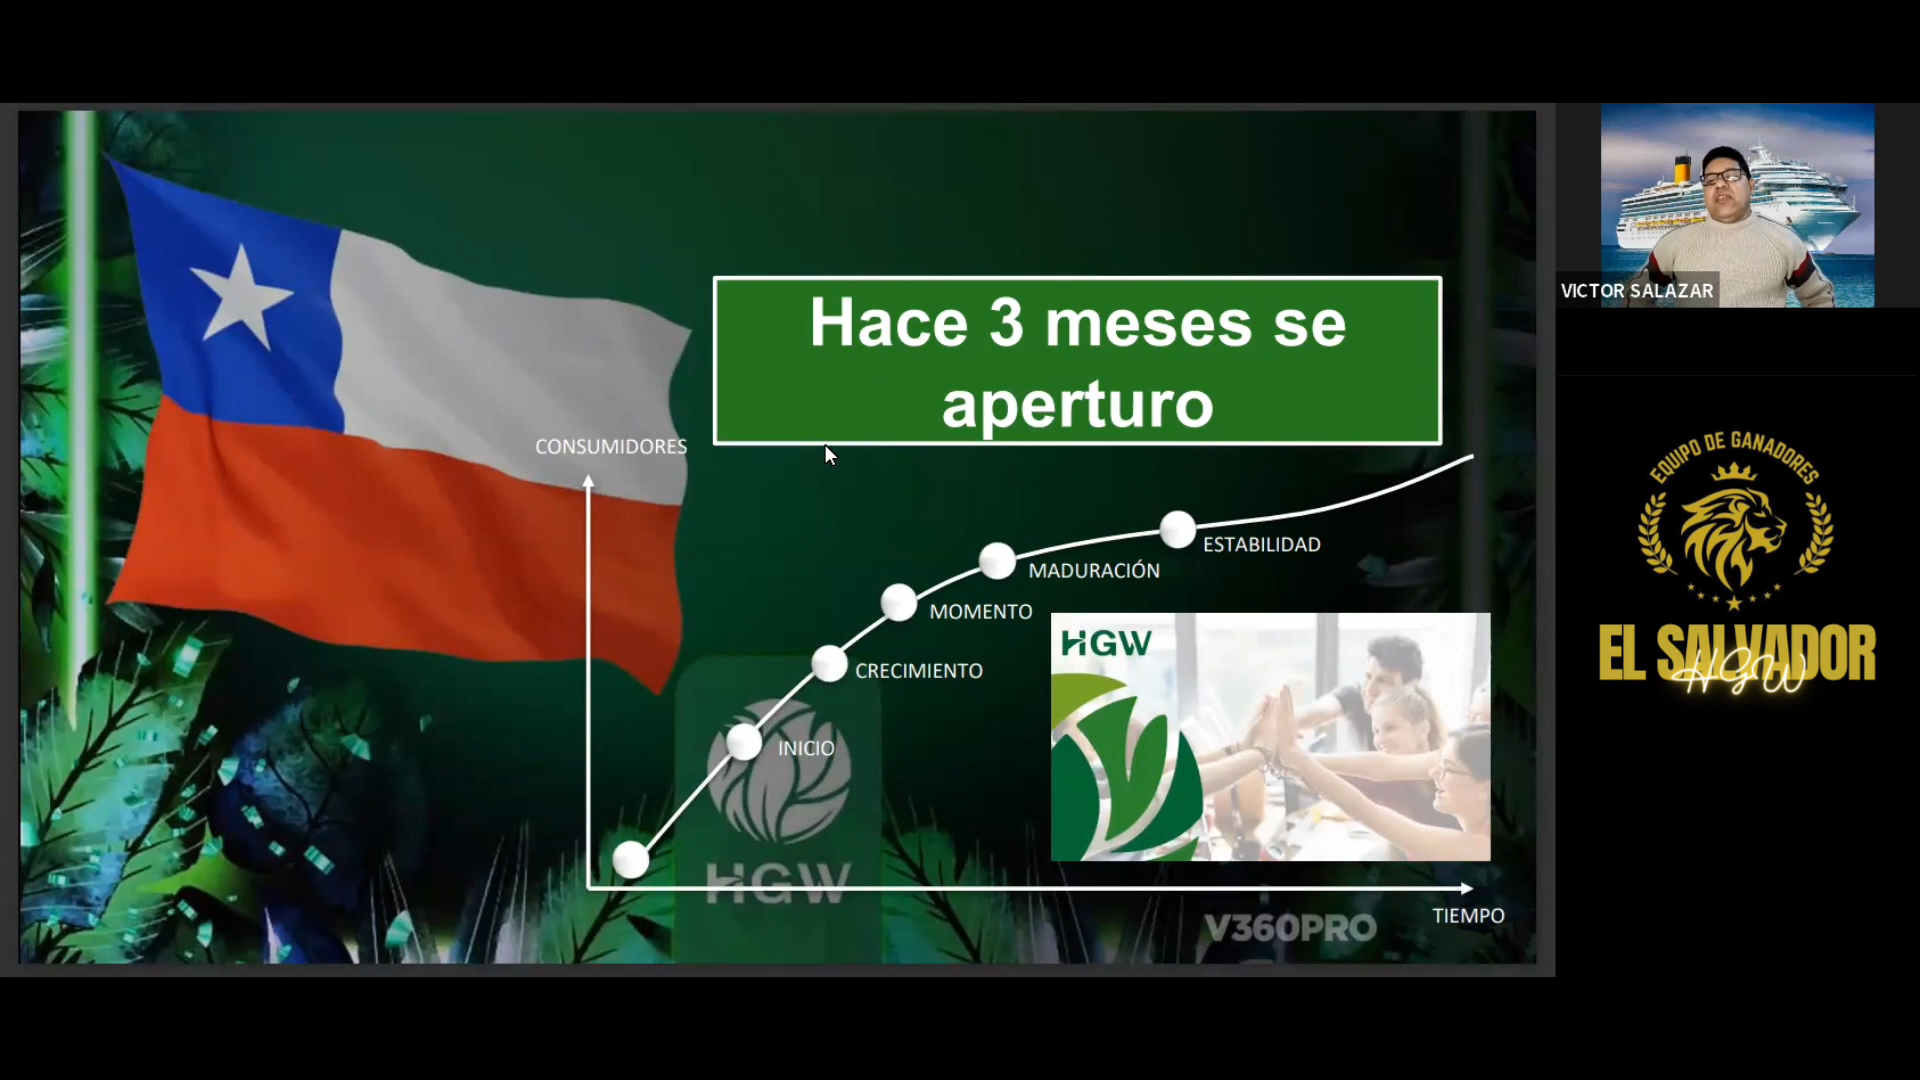 Hace 3 meses se
aperturo
CONSUMIDORES
ESTABILIDAD
MADURACIÓN
MOMENTO
CRECIMIENTO
INICIO
HGW
HGW
TIEMPO
V360PRO
VICTOR SALAZAR
EQUIPO DE GANADORES
EL SALVADOR
HGW